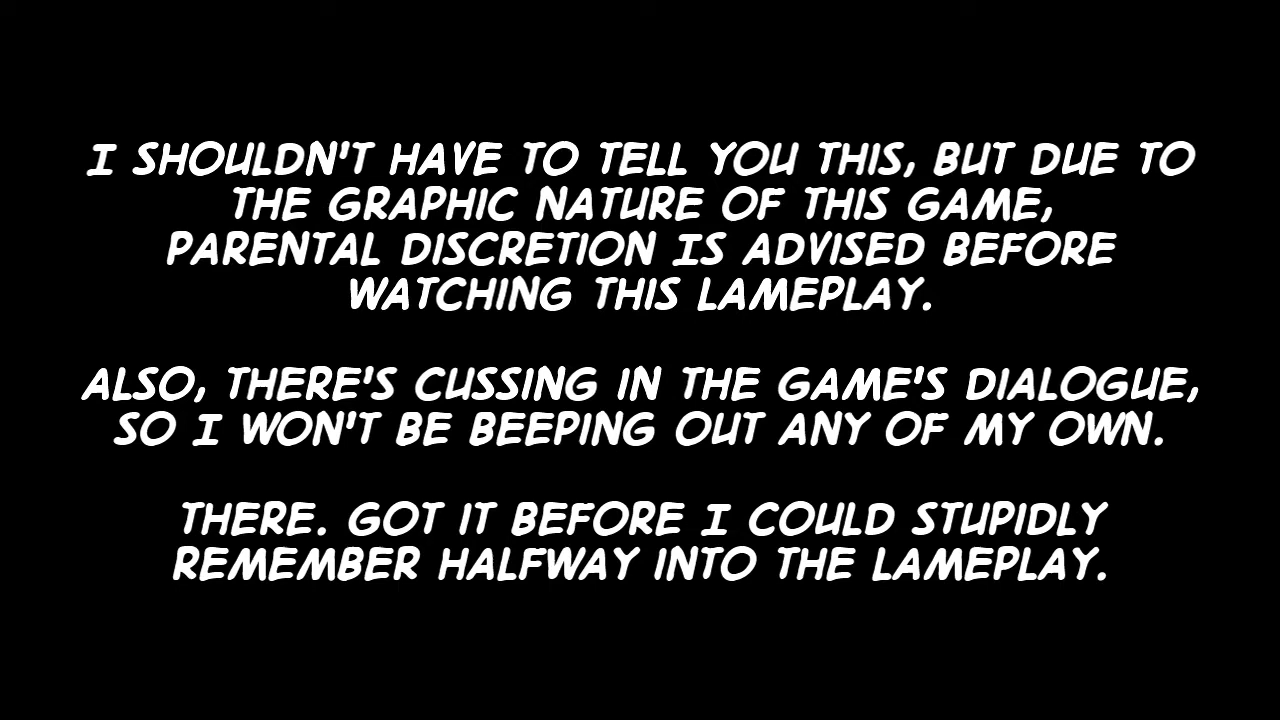 I SHOULDN'T HAVE TO TELL YOU THIS, BUT DUE TO
THE GRAPHIC NATURE OF THIS GAME,
PARENTAL DISCRETION IS ADVISED BEFORE
WATCHING THIS LAMEPLAY.
ALSO, THERE'S CUSSING IN THE GAME'S DIALOGUE,
SO I WON'T BE BEEPING OUT ANY OF MY OWN.
THERE. GOT IT BEFORE I COULD STUPIDLY
REMEMBER HALFWAY INTO THE LAMEPLAY.